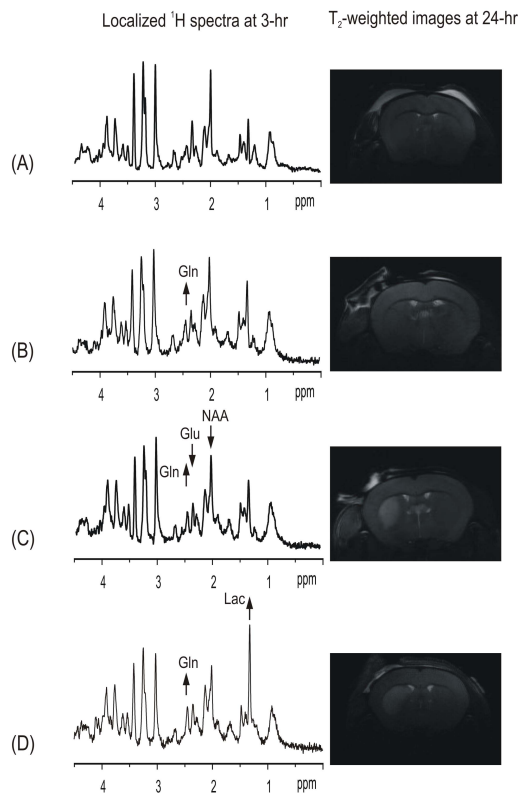 Localized ¹H spectra at 3-hr
T₂-weighted images at 24-hr
(A)
4 3 2 1 ppm
Gln
(B)
4 3 2 1 ppm
NAA
Glu
Gln
(C)
4 3 2 1 ppm
Lac
Gln
(D)
4 3 2 1 ppm